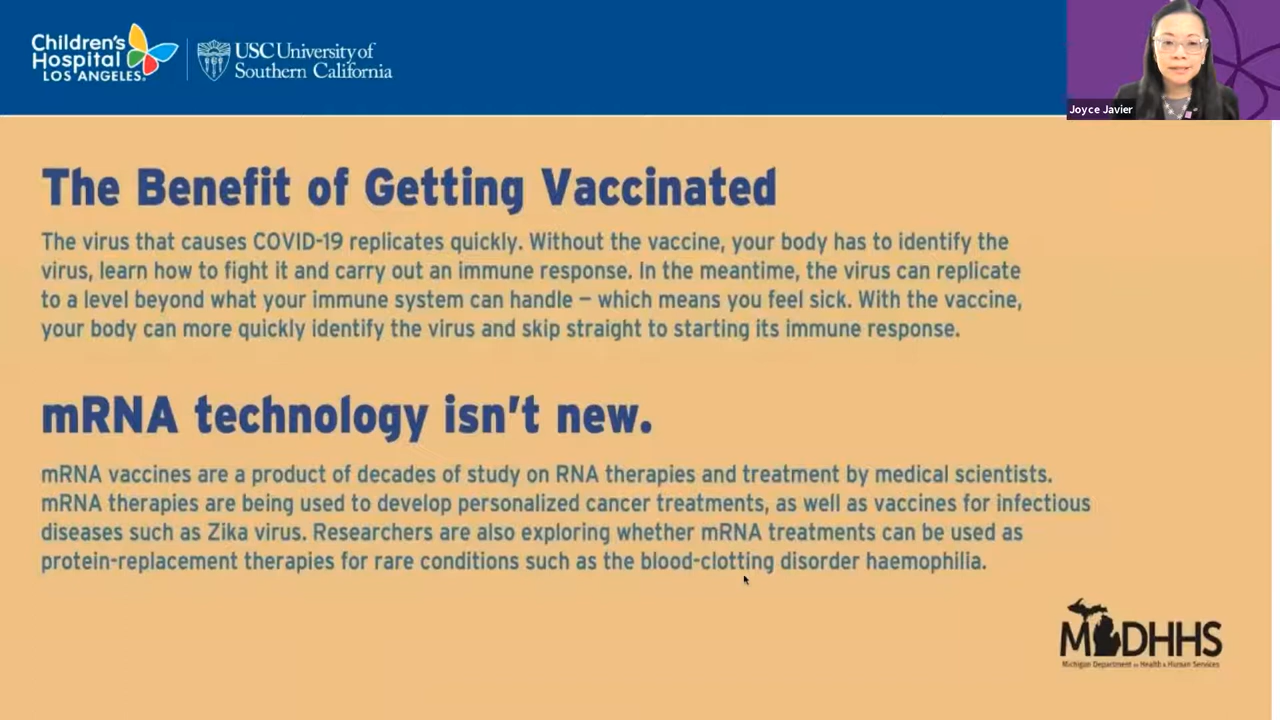 Children's
Hospital
LOS ANGELES®
USC University of
Southern California
Joyce Javier
The Benefit of Getting Vaccinated
The virus that causes COVID-19 replicates quickly. Without the vaccine, your body has to identify the
virus, learn how to fight it and carry out an immune response. In the meantime, the virus can replicate
to a level beyond what your immune system can handle – which means you feel sick. With the vaccine,
your body can more quickly identify the virus and skip straight to starting its immune response.
mRNA technology isn't new.
mRNA vaccines are a product of decades of study on RNA therapies and treatment by medical scientists.
mRNA therapies are being used to develop personalized cancer treatments, as well as vaccines for infectious
diseases such as Zika virus. Researchers are also exploring whether mRNA treatments can be used as
protein-replacement therapies for rare conditions such as the blood-clotting disorder haemophilia.
MDHHS
Michigan Department of Health & Human Services